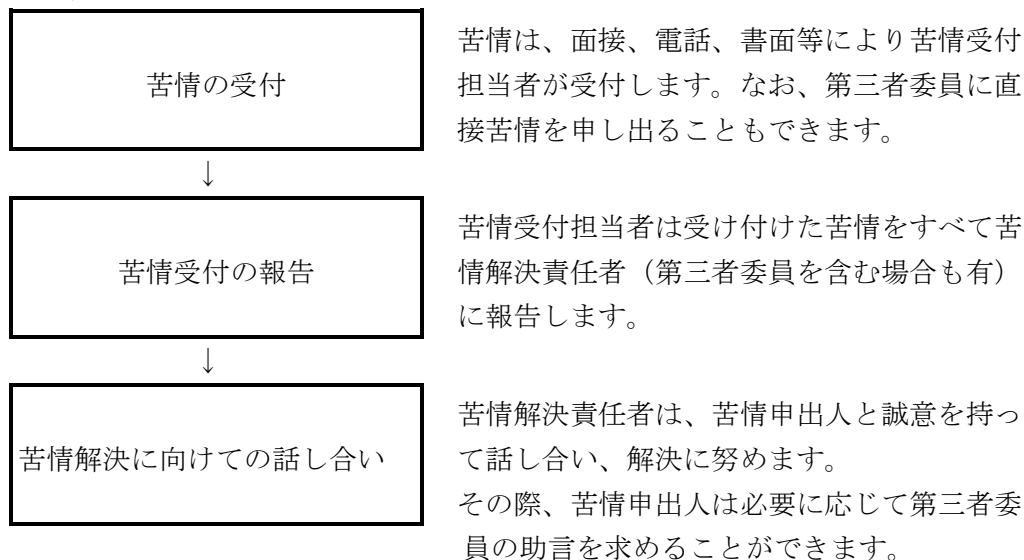 苦情の受付
苦情は、面接、電話、書面等により苦情受付
担当者が受付します。なお、第三者委員に直
接苦情を申し出ることもできます。
↓
苦情受付の報告
苦情受付担当者は受け付けた苦情をすべて苦
情解決責任者（第三者委員を含む場合も有）
に報告します。
↓
苦情解決に向けての話し合い
苦情解決責任者は、苦情申出人と誠意を持っ
て話し合い、解決に努めます。
その際、苦情申出人は必要に応じて第三者委
員の助言を求めることができます。